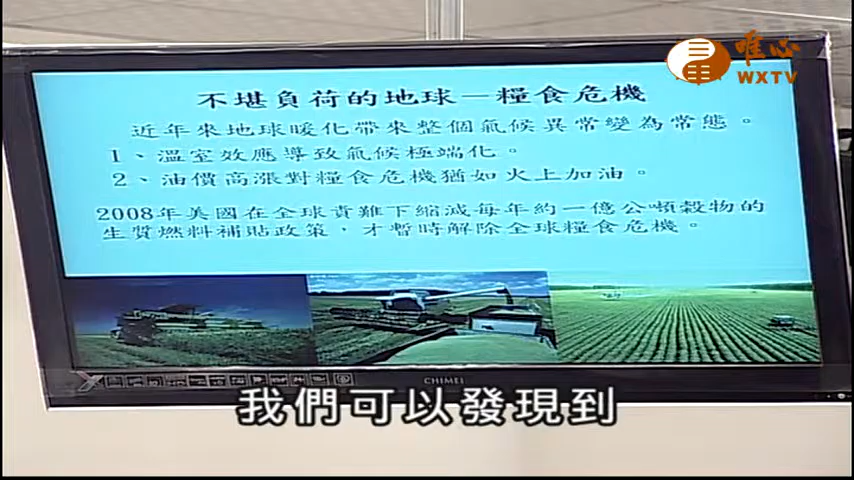 唯心
WXTV
不堪負荷的地球－糧食危機
近年來地球暖化帶來整個氣候異常變為常態。
1、溫室效應導致氣候極端化。
2、油價高漲對糧食危機猶如火上加油。
2008年美國在全球責難下縮減每年約一億公噸穀物的
生質燃料補貼政策，才暫時解除全球糧食危機。
CHIMEI
我們可以發現到